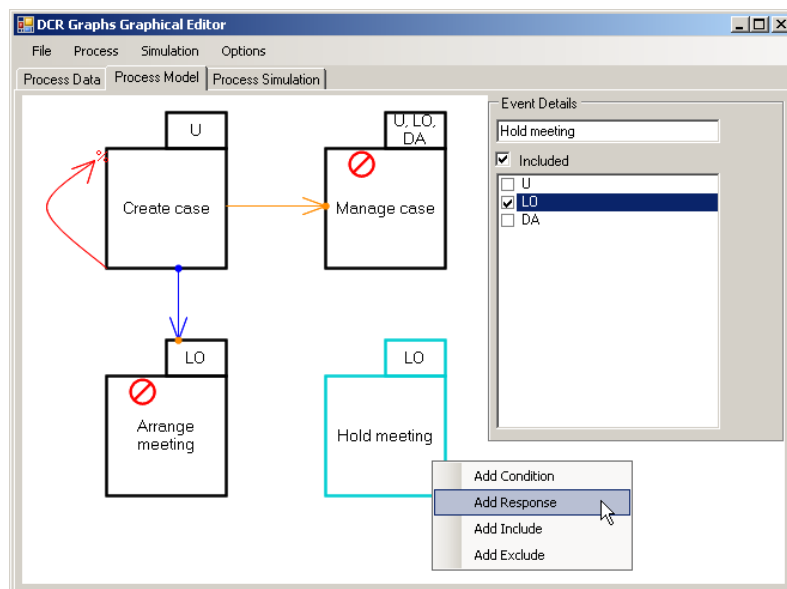 DCR Graphs Graphical Editor
File Process Simulation Options
Process Data Process Model Process Simulation
U
Create case
%
U, LO,
DA
Manage case
LO
Arrange
meeting
LO
Hold meeting
Event Details
Hold meeting
Included
U
LO
DA
Add Condition
Add Response
Add Include
Add Exclude